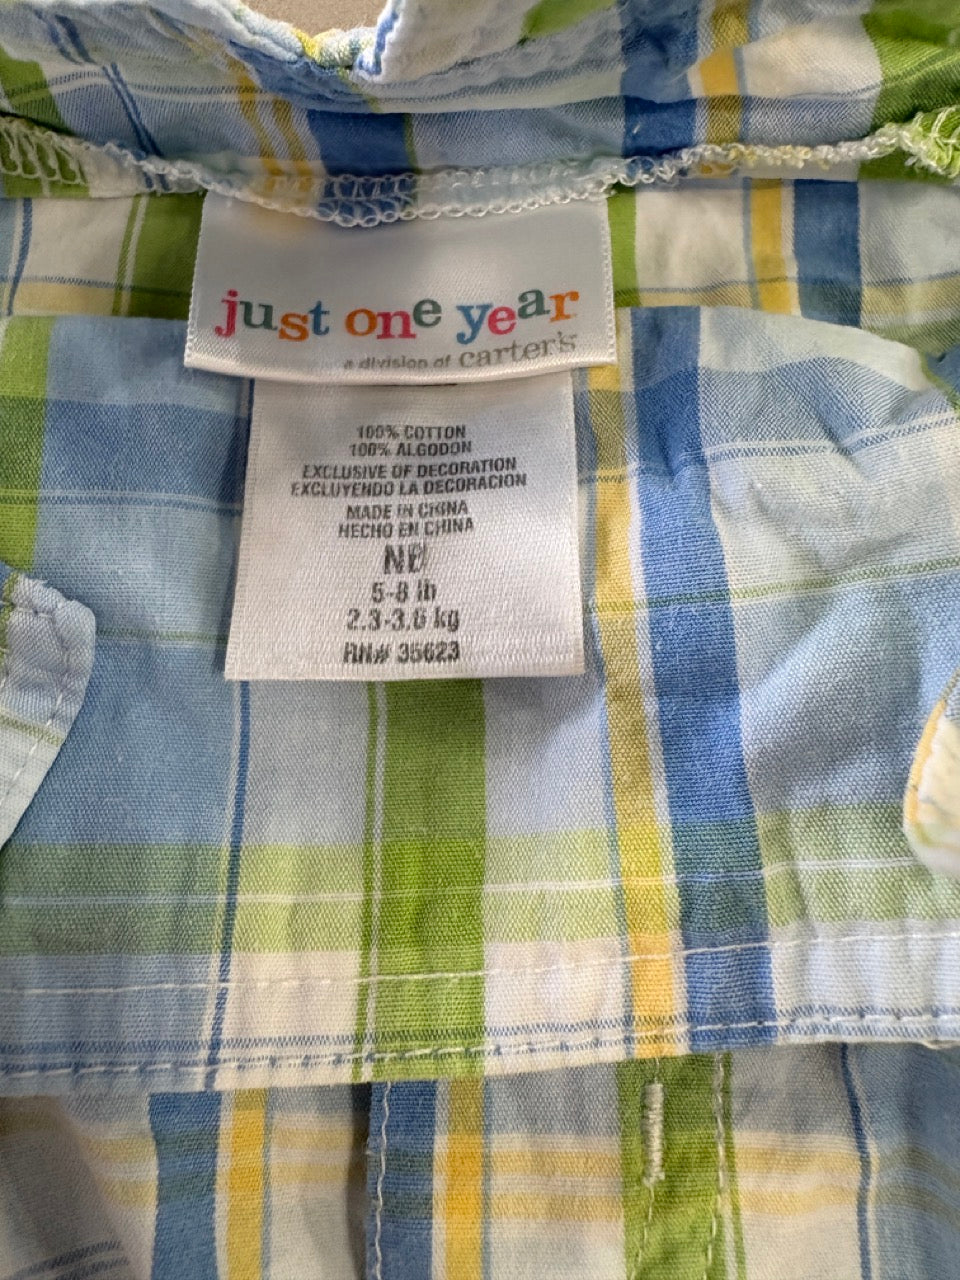 just one year
a division of carter's
100% COTTON
100% ALGODON
EXCLUSIVE OF DECORATION
EXCLUYENDO LA DECORACION
MADE IN CHINA
HECHO EN CHINA
NB
5-8 lb
2.3-3.6 kg
RN# 35623